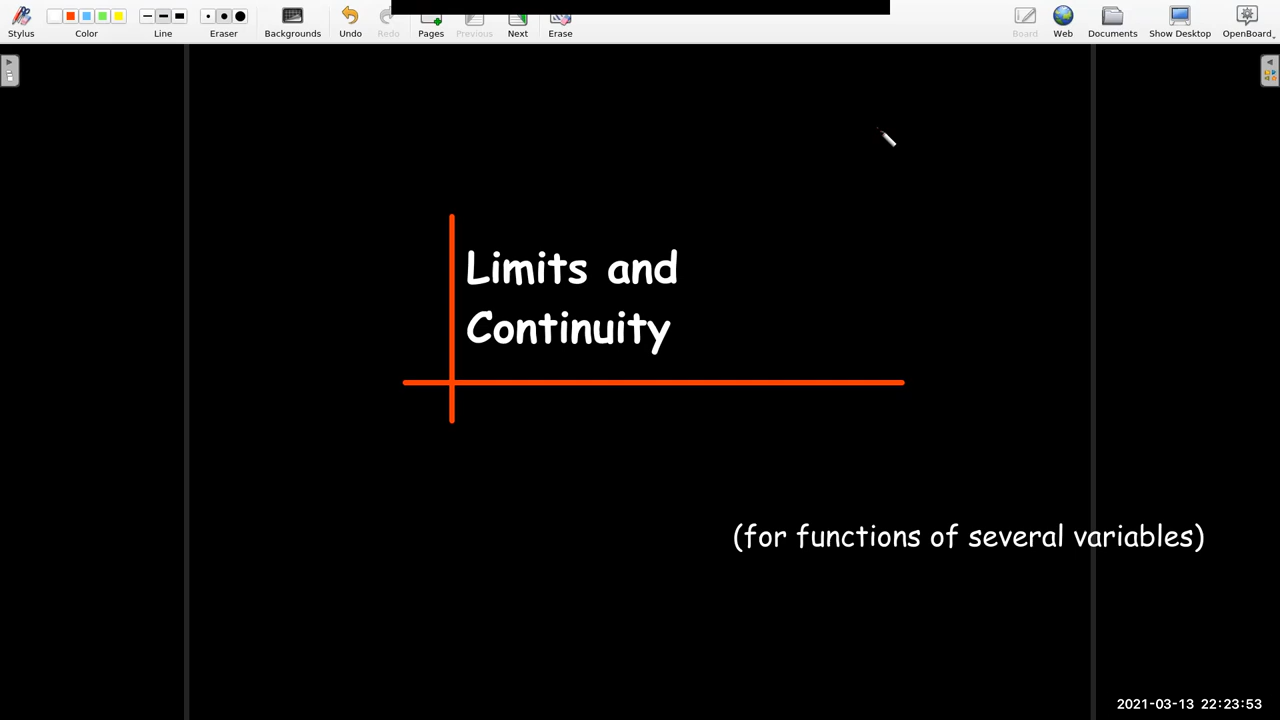 Stylus
Color
Line
Eraser
Backgrounds
Undo
Redo
Pages
Previous
Next
Erase
Board
Web
Documents
Show Desktop
OpenBoard
Limits and
Continuity
(for functions of several variables)
2021-03-13 22:23:53